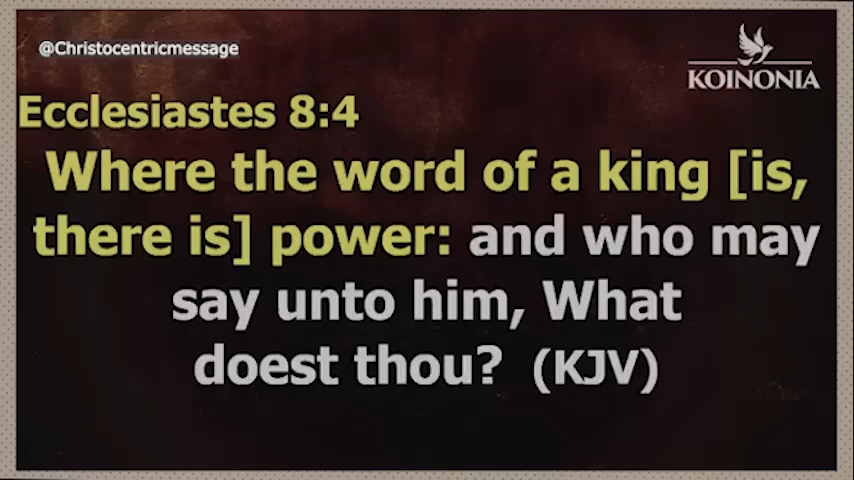 @Christocentricmessage
KOINONIA
Ecclesiastes 8:4
Where the word of a king [is,
there is] power: and who may
say unto him, What
doest thou? (KJV)